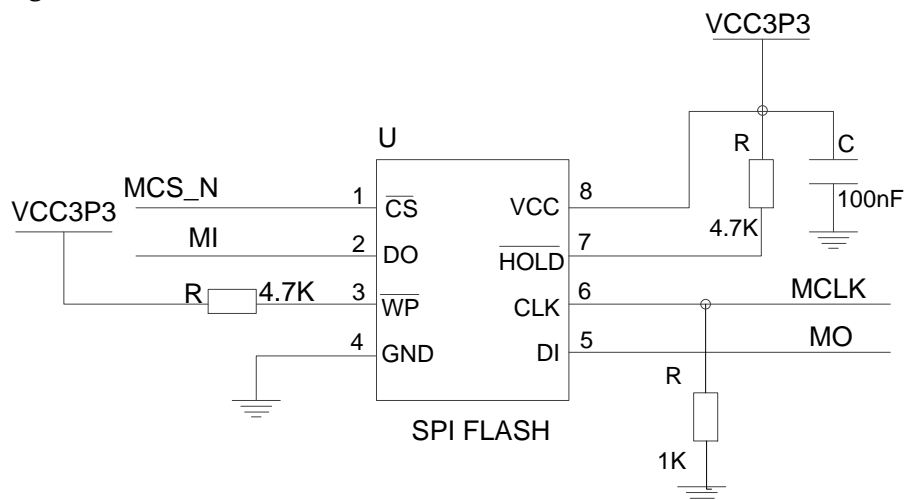 VCC3P3
U
R
C
MCS_N
1
CS
VCC
8
100nF
VCC3P3
MI
2
DO
HOLD
7
4.7K
R
4.7K
3
WP
CLK
6
MCLK
4
GND
DI
5
MO
R
SPI FLASH
1K